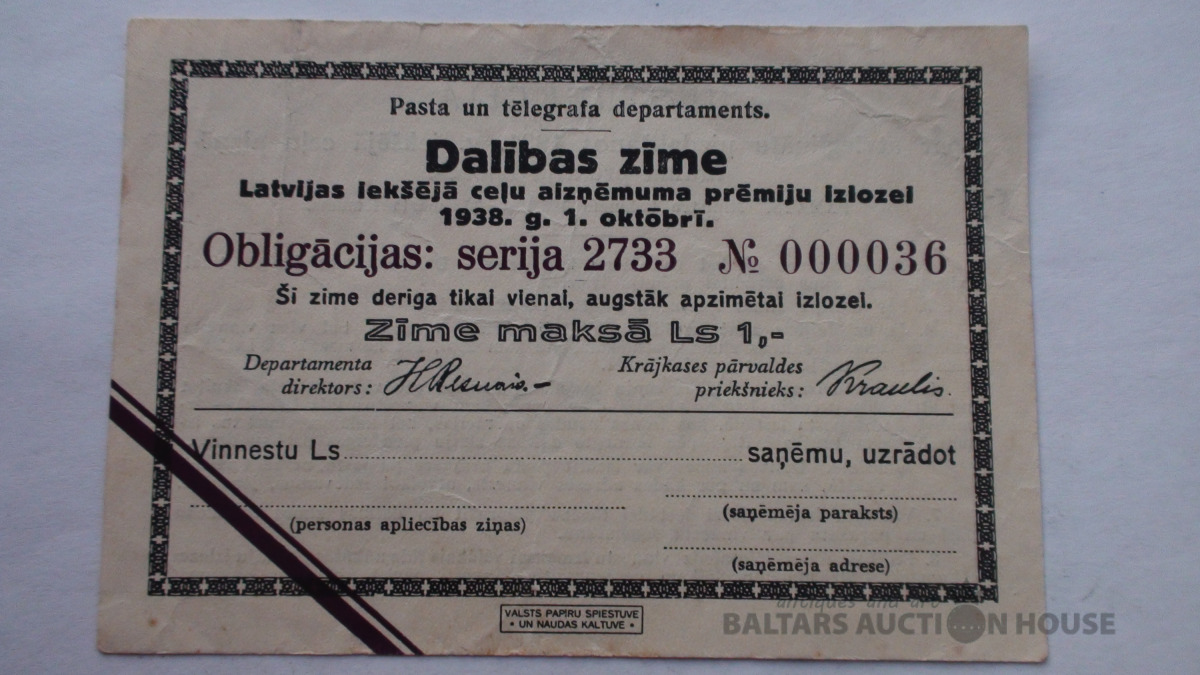 Pasta un tēlegrafa departaments.
Dalības zīme
Latvijas iekšējā ceļu aizņēmuma prēmiju izlozei
1938. g. 1. oktōbrī.
Obligācijas: serija 2733 № 000036
Šī zīme derīga tikai vienai, augstāk apzīmētai izlozei.
Zīme maksā Ls 1,-
Departamenta direktors:
Krājkases pārvaldes priekšnieks: Kraulis.
Vinnestu Ls saņēmu, uzrādot
(personas apliecības ziņas)
(saņēmēja paraksts)
(saņēmēja adrese)
VALSTS PAPĪRU SPIESTUVE
• UN NAUDAS KALTUVE •
antiques and art
BALTARS AUCTION HOUSE